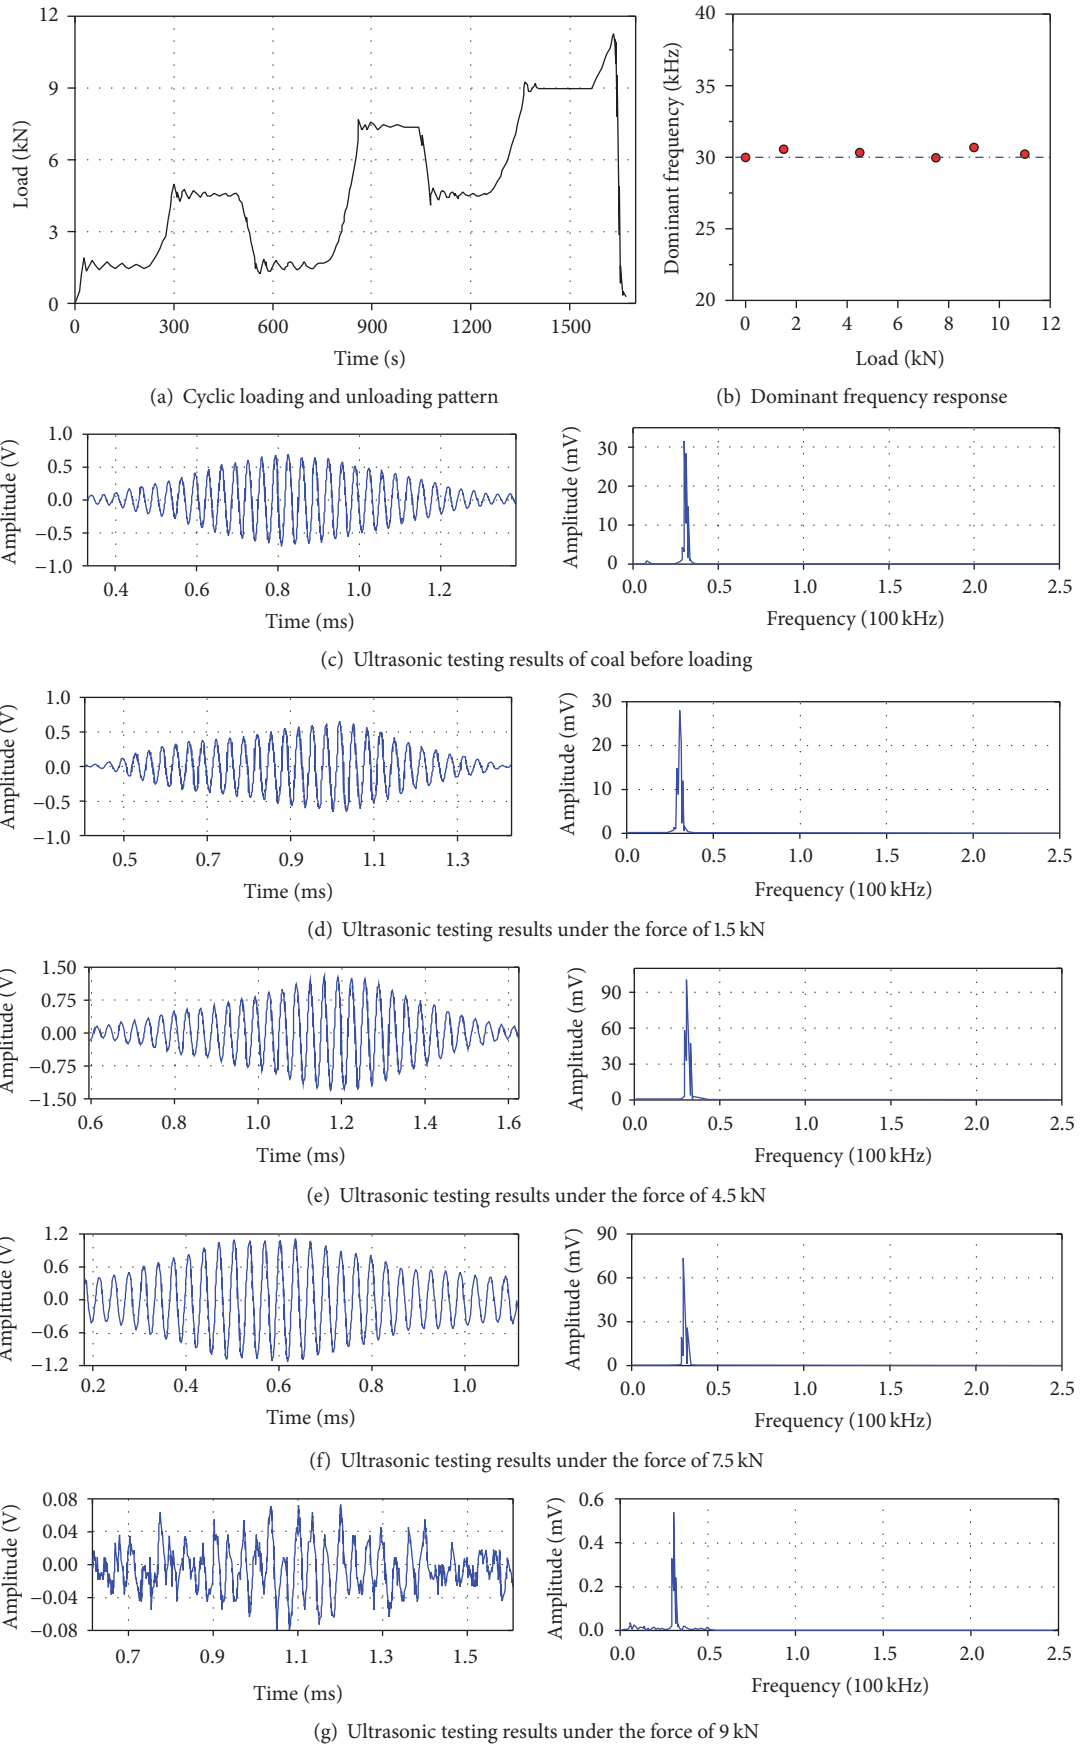 12
9
6
3
0
Load (kN)
0 300 600 900 1200 1500
Time (s)
(a) Cyclic loading and unloading pattern
40
35
30
25
20
Dominant frequency (kHz)
0 2 4 6 8 10 12
Load (kN)
(b) Dominant frequency response
1.0
0.5
0.0
−0.5
−1.0
Amplitude (V)
0.4 0.6 0.8 1.0 1.2
Time (ms)
30
20
10
0
Amplitude (mV)
0.0 0.5 1.0 1.5 2.0 2.5
Frequency (100 kHz)
(c) Ultrasonic testing results of coal before loading
1.0
0.5
0.0
−0.5
−1.0
Amplitude (V)
0.5 0.7 0.9 1.1 1.3
Time (ms)
30
20
10
0
Amplitude (mV)
0.0 0.5 1.0 1.5 2.0 2.5
Frequency (100 kHz)
(d) Ultrasonic testing results under the force of 1.5 kN
1.50
0.75
0.00
−0.75
−1.50
Amplitude (V)
0.6 0.8 1.0 1.2 1.4 1.6
Time (ms)
90
60
30
0
Amplitude (mV)
0.0 0.5 1.0 1.5 2.0 2.5
Frequency (100 kHz)
(e) Ultrasonic testing results under the force of 4.5 kN
1.2
0.6
0.0
−0.6
−1.2
Amplitude (V)
0.2 0.4 0.6 0.8 1.0
Time (ms)
90
60
30
0
Amplitude (mV)
0.0 0.5 1.0 1.5 2.0 2.5
Frequency (100 kHz)
(f) Ultrasonic testing results under the force of 7.5 kN
0.08
0.04
0.00
−0.04
−0.08
Amplitude (V)
0.7 0.9 1.1 1.3 1.5
Time (ms)
0.6
0.4
0.2
0.0
Amplitude (mV)
0.0 0.5 1.0 1.5 2.0 2.5
Frequency (100 kHz)
(g) Ultrasonic testing results under the force of 9 kN